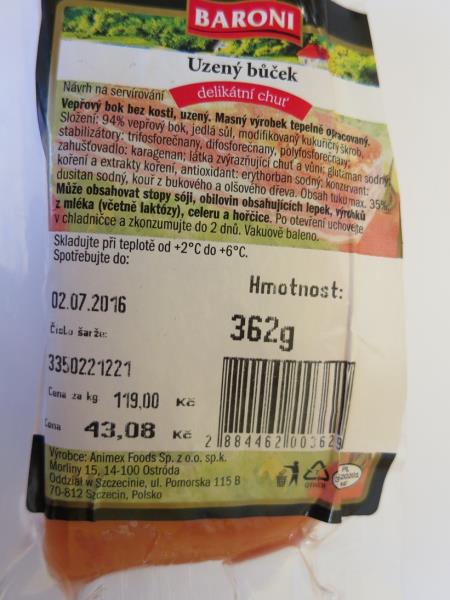 BARONI
Uzený bůček
Návrh na servírování
delikátní chuť
Vepřový bok bez kosti, uzený. Masný výrobek tepelně opracovaný.
Složení: 94% vepřový bok, jedlá sůl, modifikovaný kukuřičný škrob,
stabilizátory: trifosforečnany, difosforečnany, polyfosforečnany;
zahušťovadlo: karagenan; látka zvýrazňující chuť a vůni: glutaman sodný;
koření a extrakty koření, antioxidant: erythorban sodný; konzervant:
dusitan sodný, kouř z bukového a olšového dřeva. Obsah tuku max. 35%.
Může obsahovat stopy sóji, obilovin obsahujících lepek, výrobků
z mléka (včetně laktózy), celeru a hořčice. Po otevření uchovejte
v chladničce a zkonzumujte do 2 dnů. Vakuově baleno.
Skladujte při teplotě od +2°C do +6°C.
Spotřebujte do:
Hmotnost:
02.07.2016
362g
Číslo šarže:
3350221221
Cena za kg 119,00 Kč
Cena 43,08 Kč
2 884462 003629
Výrobce: Animex Foods Sp. z o.o. sp.k.
Morliny 15, 14-100 Ostróda
Oddział w Szczecinie, ul. Pomorska 115 B
70-812 Szczecin, Polsko
OTHER
PL